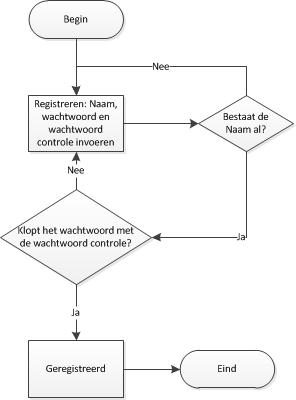 Begin
Nee
Registreren: Naam,
wachtwoord en
wachtwoord
controle invoeren
Bestaat de
Naam al?
Nee
Klopt het wachtwoord met
de wachtwoord controle?
Ja
Ja
Geregistreerd
Eind